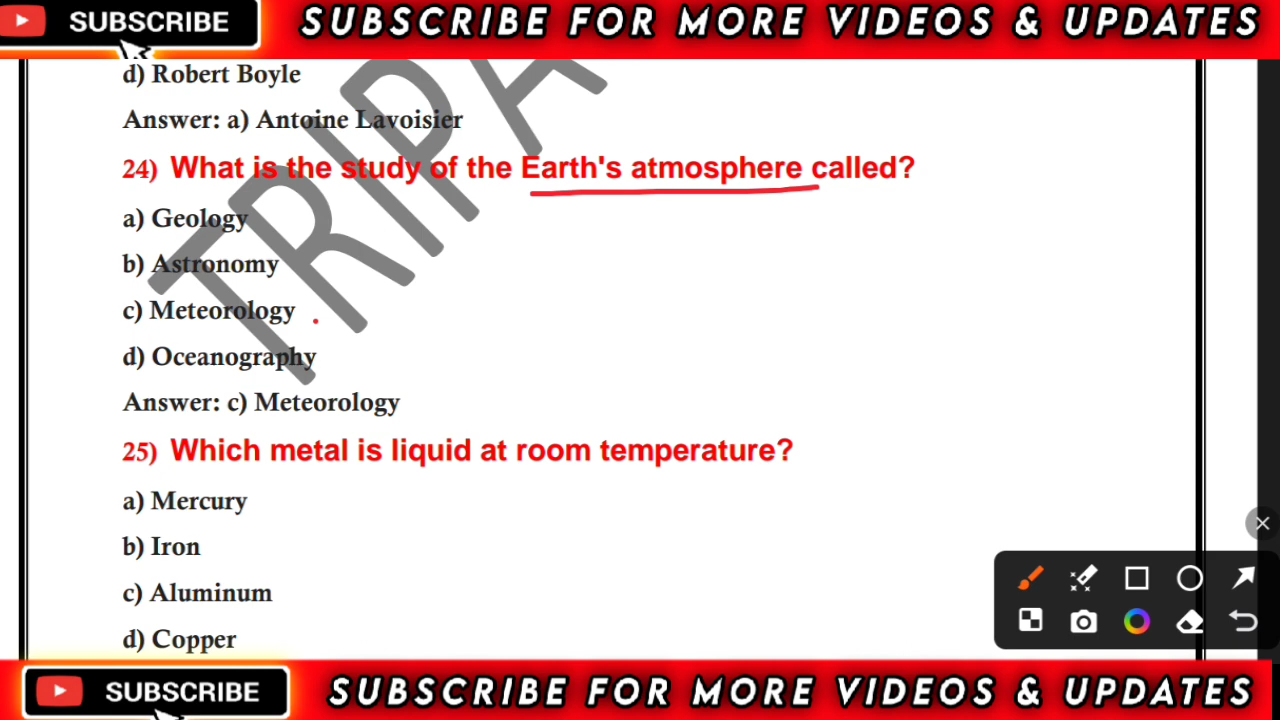 SUBSCRIBE SUBSCRIBE FOR MORE VIDEOS & UPDATES
d) Robert Boyle
Answer: a) Antoine Lavoisier
24) What is the study of the Earth's atmosphere called?
a) Geology
b) Astronomy
c) Meteorology
d) Oceanography
Answer: c) Meteorology
25) Which metal is liquid at room temperature?
a) Mercury
b) Iron
c) Aluminum
d) Copper
TRIPA
SUBSCRIBE SUBSCRIBE FOR MORE VIDEOS & UPDATES